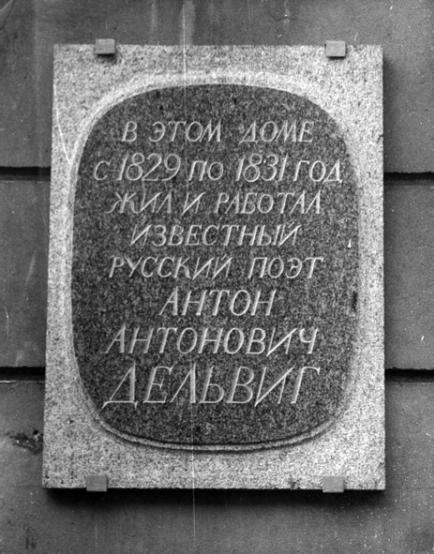 В ЭТОМ ДОМЕ
С 1829 ПО 1831 ГОД
ЖИЛ И РАБОТАЛ
ИЗВЕСТНЫЙ
РУССКИЙ ПОЭТ
АНТОН
АНТОНОВИЧ
ДЕЛЬВИГ